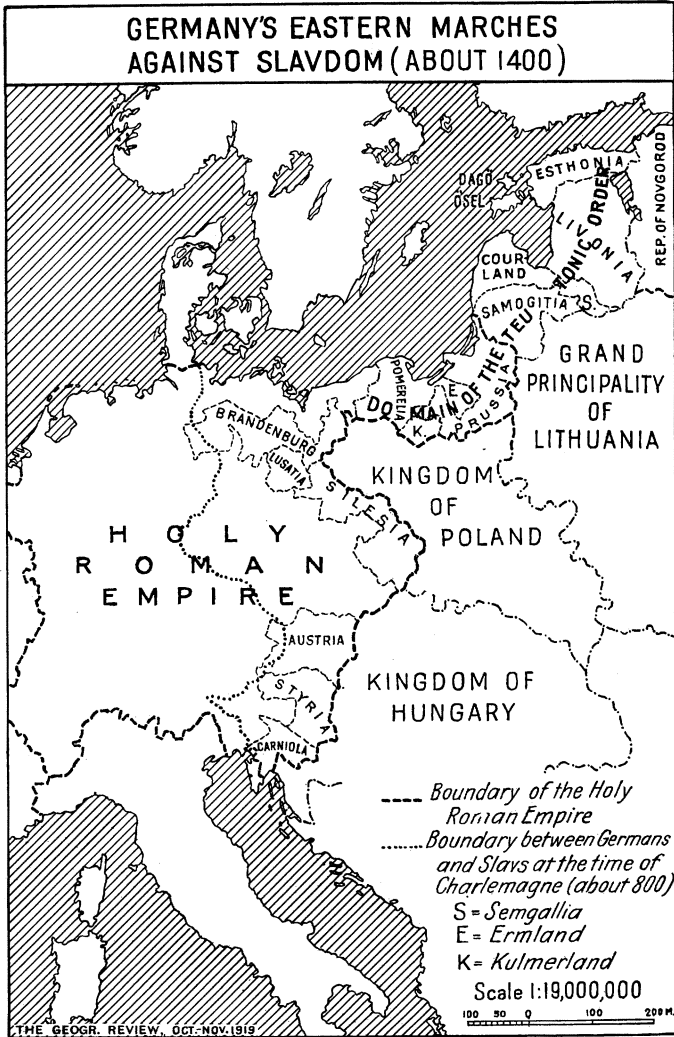 GERMANY'S EASTERN MARCHES
AGAINST SLAVDOM (ABOUT 1400)
REP. OF NOVGOROD
ESTHONIA
DAGÖ
ÖSEL
LIVONIA
COUR
LAND
SAMOGITIA
S
DOMAIN OF THE TEUTONIC ORDER
GRAND
PRINCIPALITY
OF
LITHUANIA
POMERELIA
E
K
PRUSSIA
BRANDENBURG
LUSATIA
SILESIA
KINGDOM
OF
POLAND
HOLY
ROMAN
EMPIRE
AUSTRIA
STYRIA
CARNIOLA
KINGDOM OF
HUNGARY
Boundary of the Holy
Roman Empire
Boundary between Germans
and Slavs at the time of
Charlemagne (about 800)
S = Semgallia
E = Ermland
K = Kulmerland
Scale 1:19,000,000
100 50 0 100 200 M.
THE GEOGR. REVIEW, OCT.-NOV. 1919